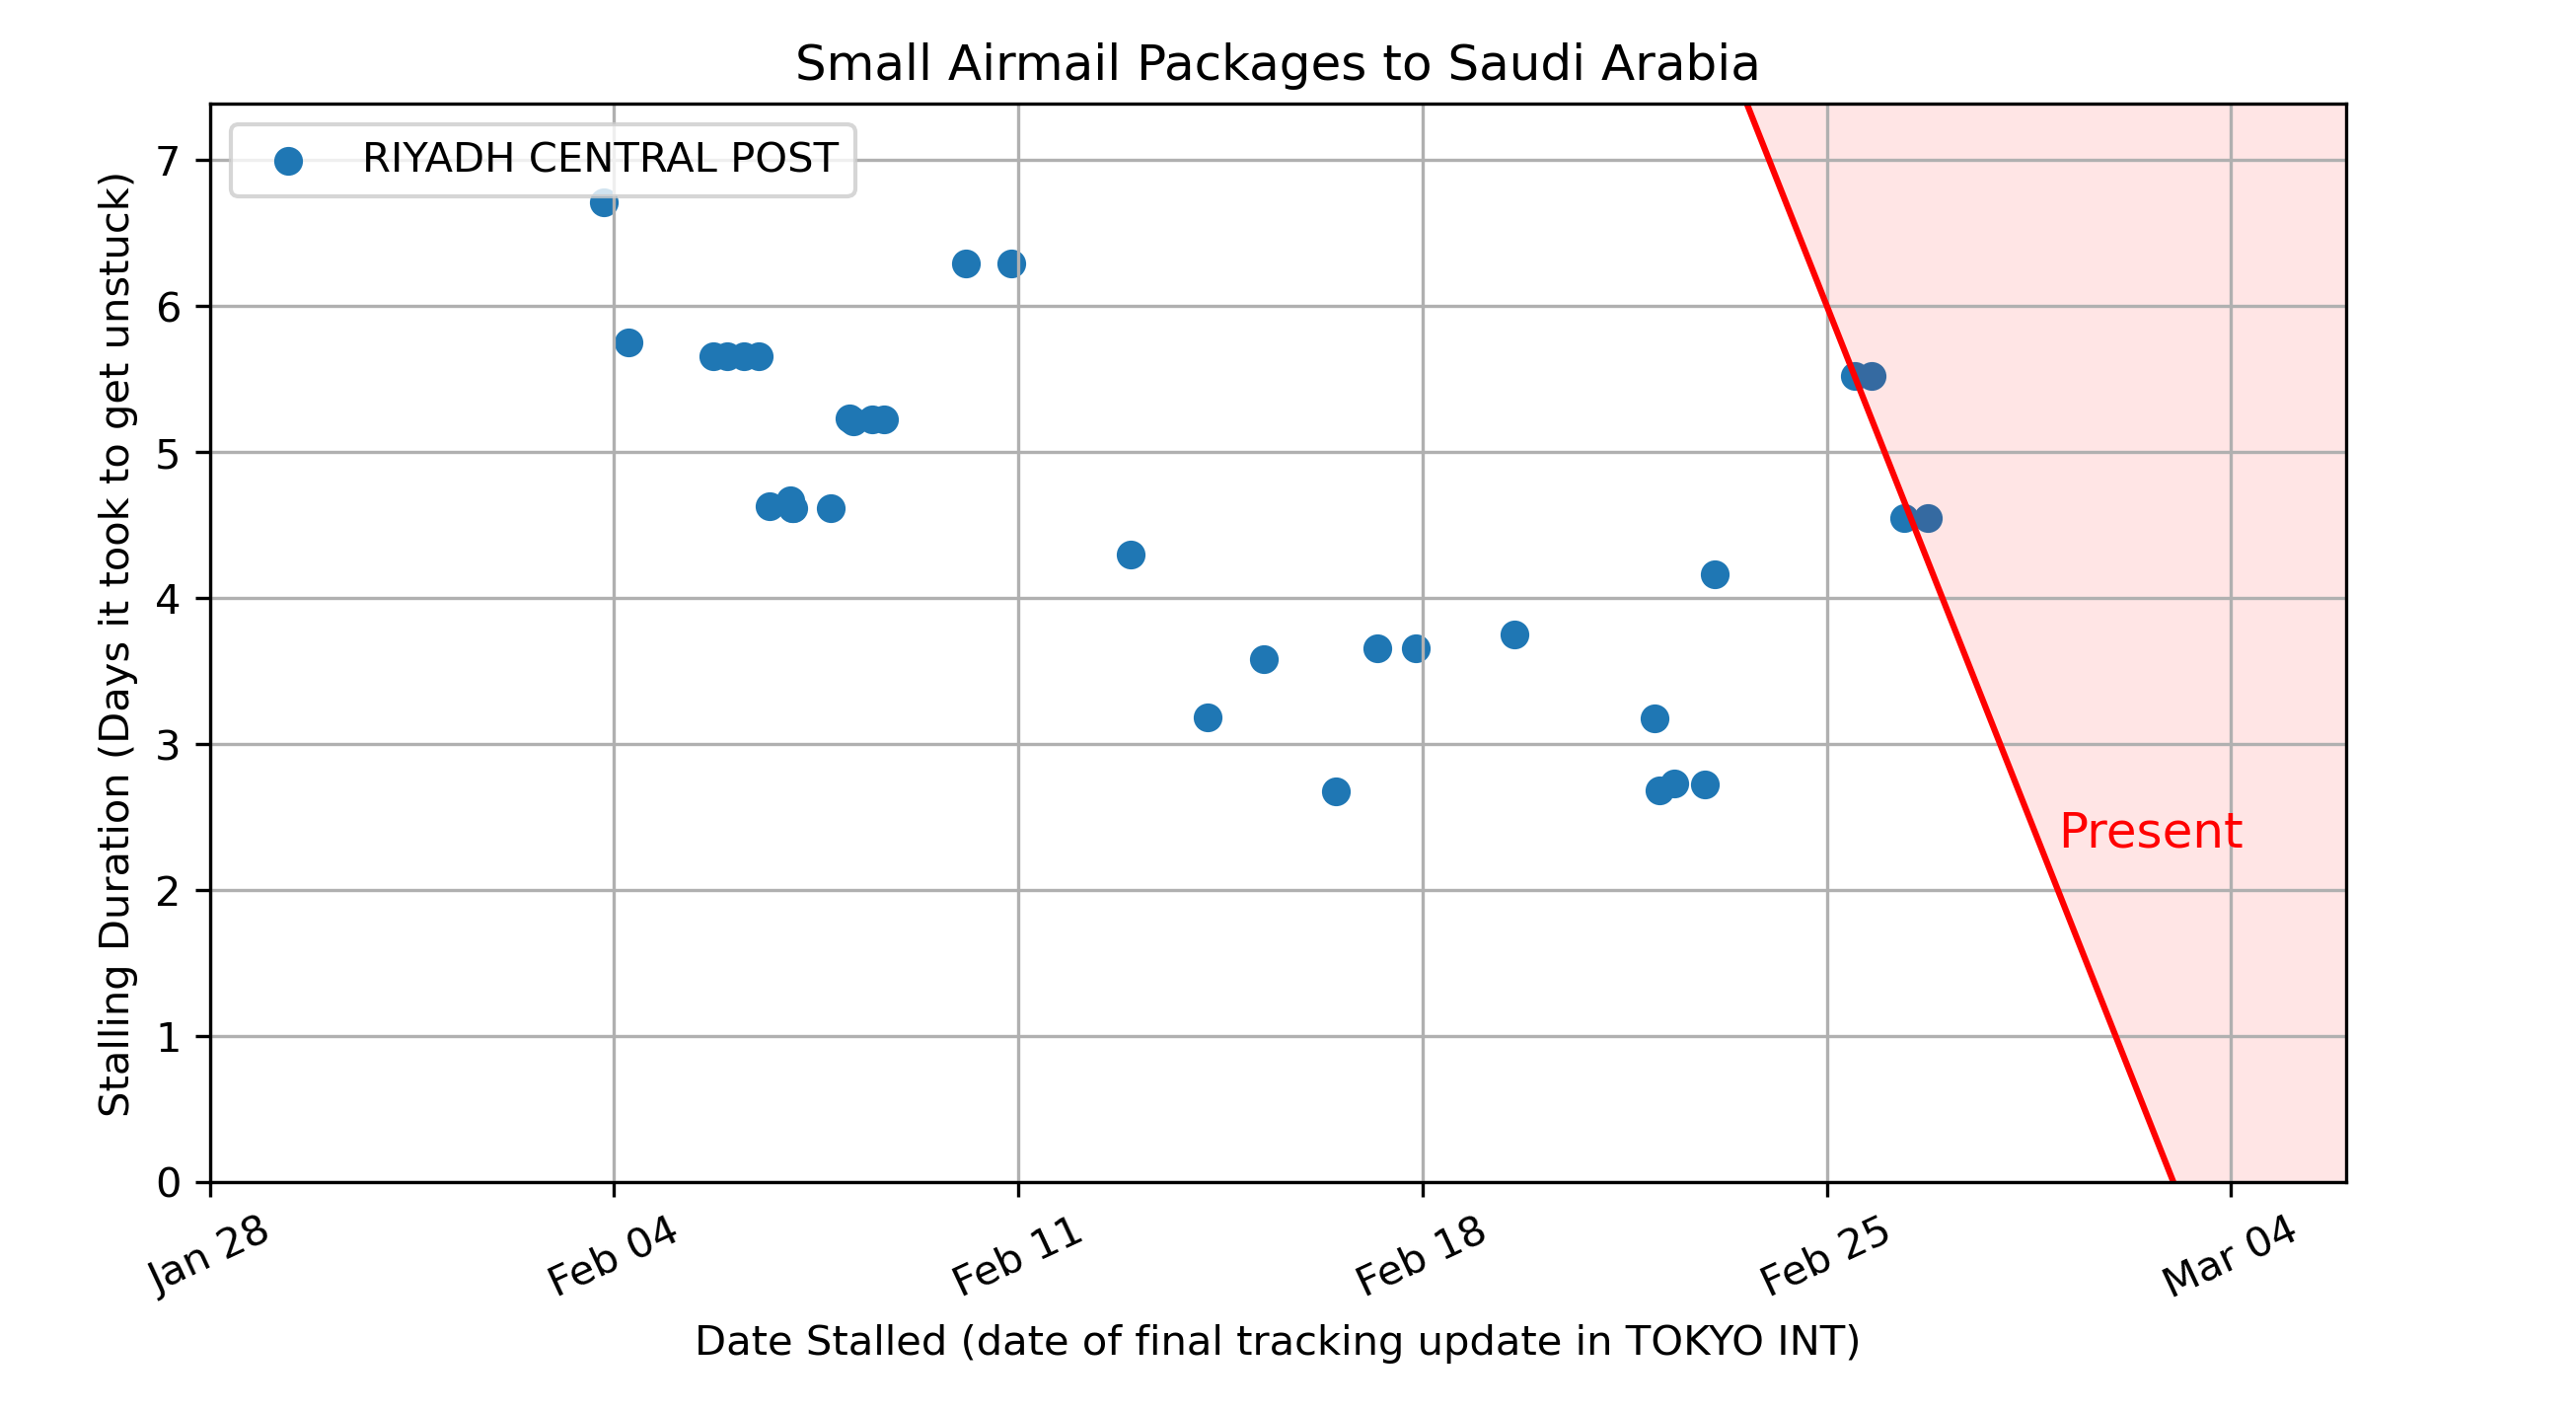 Small Airmail Packages to Saudi Arabia
RIYADH CENTRAL POST
Stalling Duration (Days it took to get unstuck)
7
6
5
4
3
2
1
0
Present
Jan 28
Feb 04
Feb 11
Feb 18
Feb 25
Mar 04
Date Stalled (date of final tracking update in TOKYO INT)